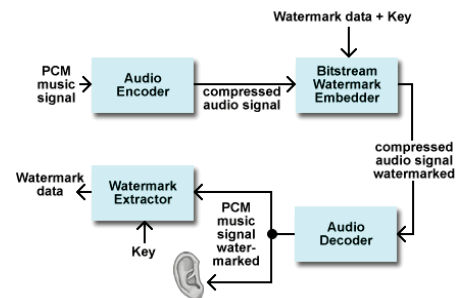 Watermark data + Key
PCM
music
signal
Audio
Encoder
compressed
audio signal
Bitstream
Watermark
Embedder
compressed
audio signal
watermarked
Watermark
data
Watermark
Extractor
Key
PCM
music
signal
water-
marked
Audio
Decoder